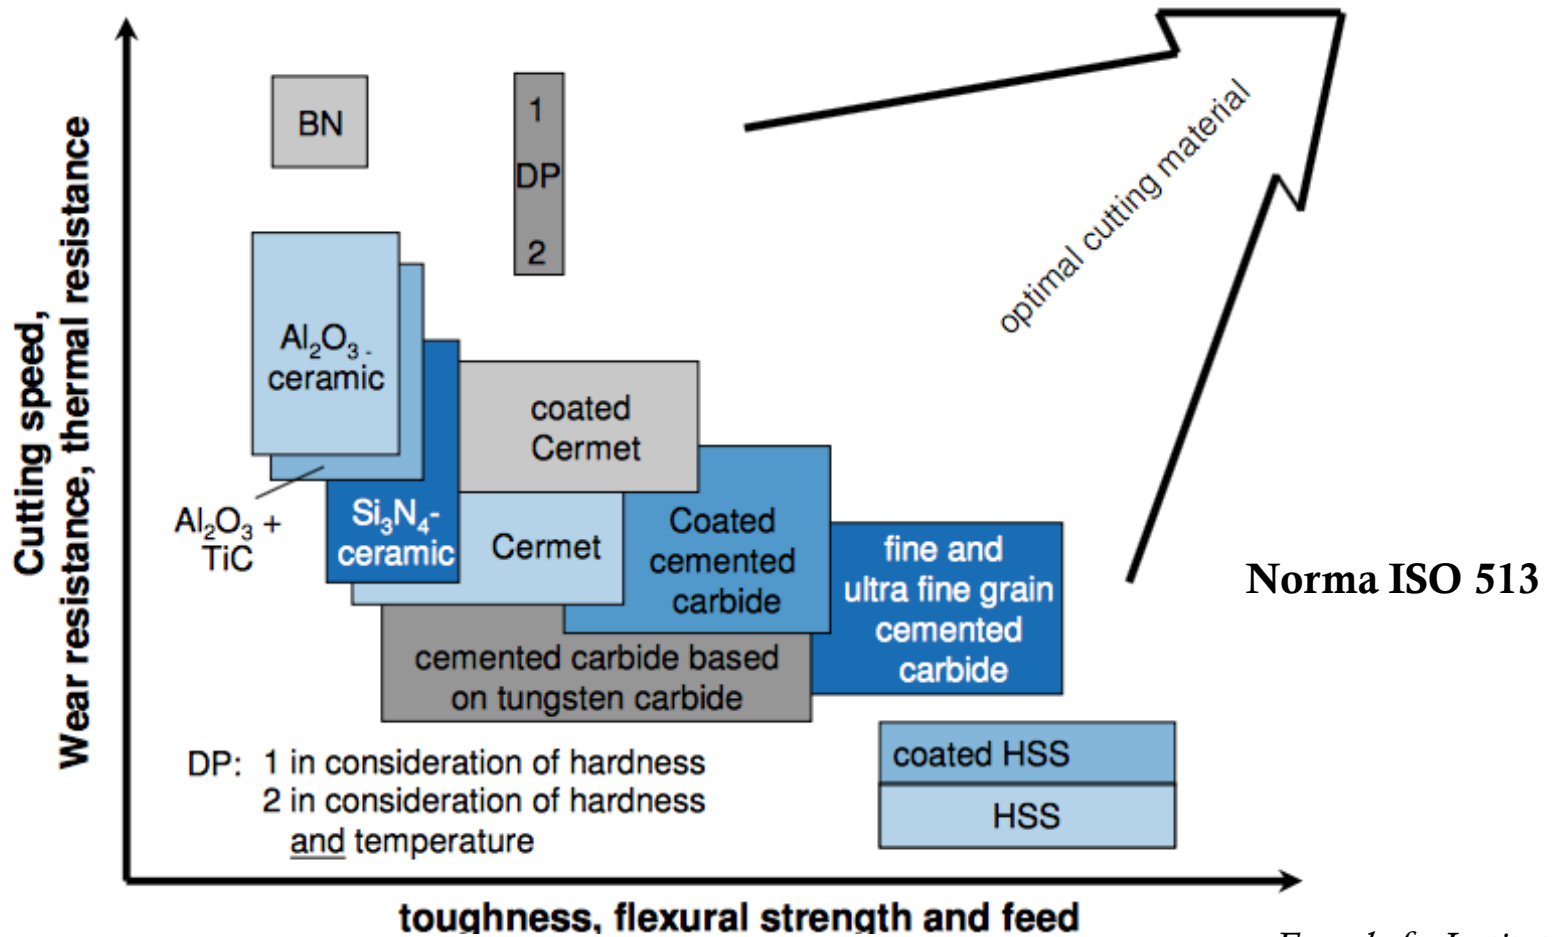 Cutting speed,
Wear resistance, thermal resistance
BN
1
DP
2
optimal cutting material
Al₂O₃ -
ceramic
coated
Cermet
Al₂O₃ +
TiC
Si₃N₄-
ceramic
Cermet
Coated
cemented
carbide
fine and
ultra fine grain
cemented
carbide
Norma ISO 513
cemented carbide based
on tungsten carbide
coated HSS
HSS
DP: 1 in consideration of hardness
2 in consideration of hardness
and temperature
toughness, flexural strength and feed